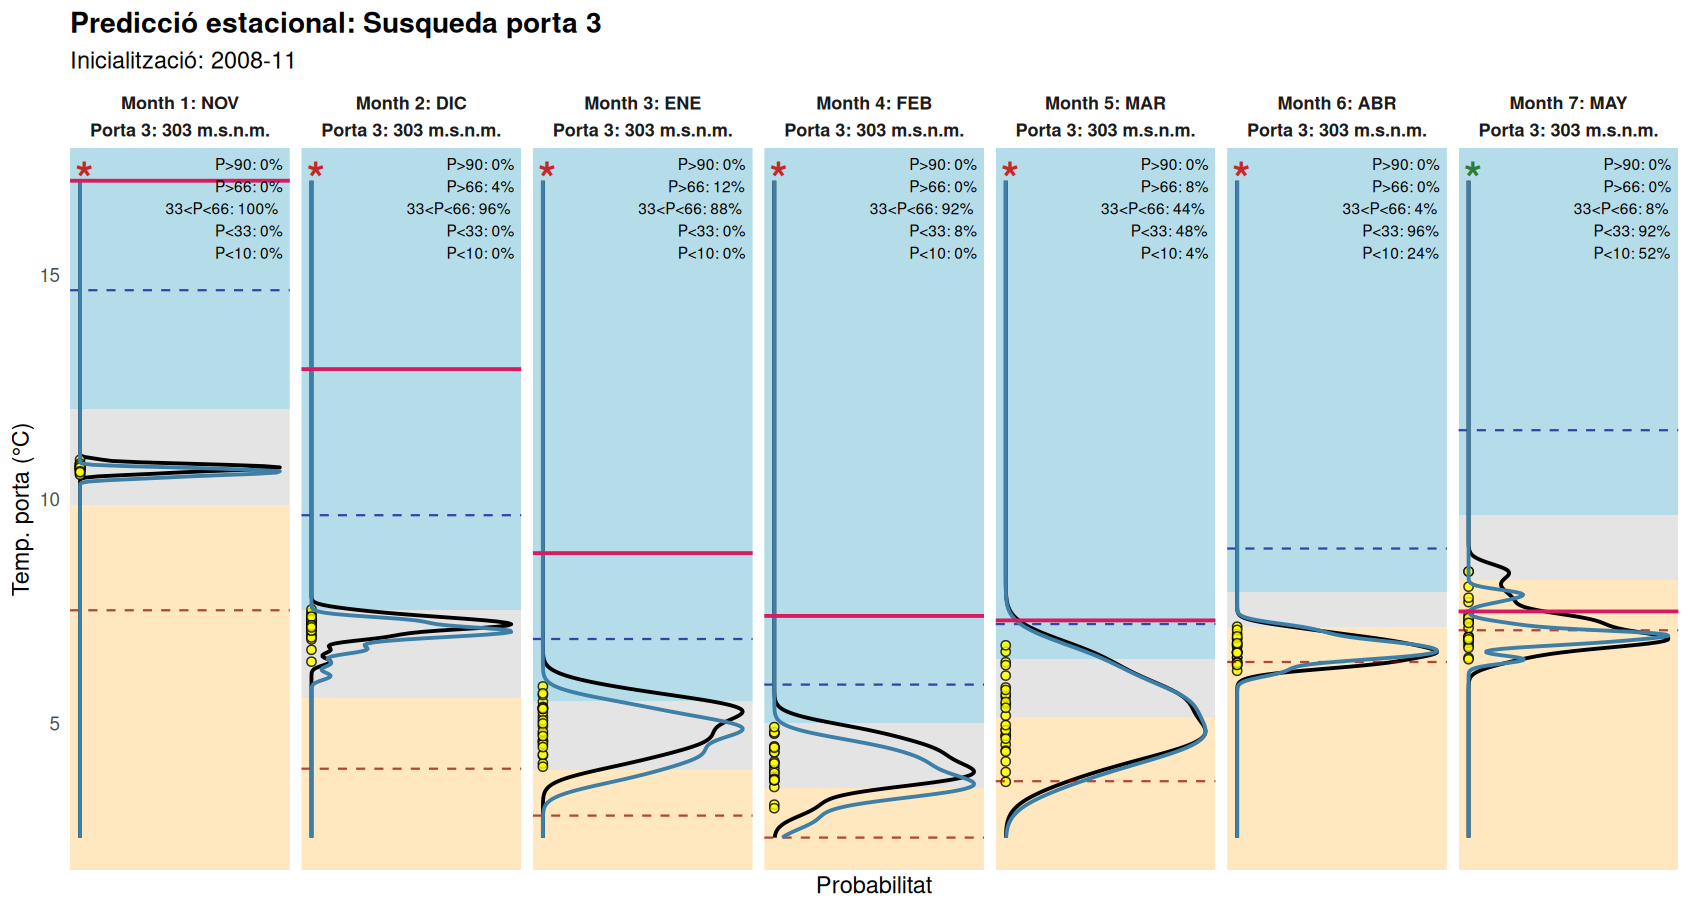 Predicció estacional: Susqueda porta 3
Inicialització: 2008-11
Month 1: NOV
Porta 3: 303 m.s.n.m.
Month 2: DIC
Porta 3: 303 m.s.n.m.
Month 3: ENE
Porta 3: 303 m.s.n.m.
Month 4: FEB
Porta 3: 303 m.s.n.m.
Month 5: MAR
Porta 3: 303 m.s.n.m.
Month 6: ABR
Porta 3: 303 m.s.n.m.
Month 7: MAY
Porta 3: 303 m.s.n.m.
*
P>90: 0%
P>66: 0%
33<P<66: 100%
P<33: 0%
P<10: 0%
*
P>90: 0%
P>66: 4%
33<P<66: 96%
P<33: 0%
P<10: 0%
*
P>90: 0%
P>66: 12%
33<P<66: 88%
P<33: 0%
P<10: 0%
*
P>90: 0%
P>66: 0%
33<P<66: 92%
P<33: 8%
P<10: 0%
*
P>90: 0%
P>66: 8%
33<P<66: 44%
P<33: 48%
P<10: 4%
*
P>90: 0%
P>66: 0%
33<P<66: 4%
P<33: 96%
P<10: 24%
*
P>90: 0%
P>66: 0%
33<P<66: 8%
P<33: 92%
P<10: 52%
15
10
5
Temp. porta (°C)
Probabilitat